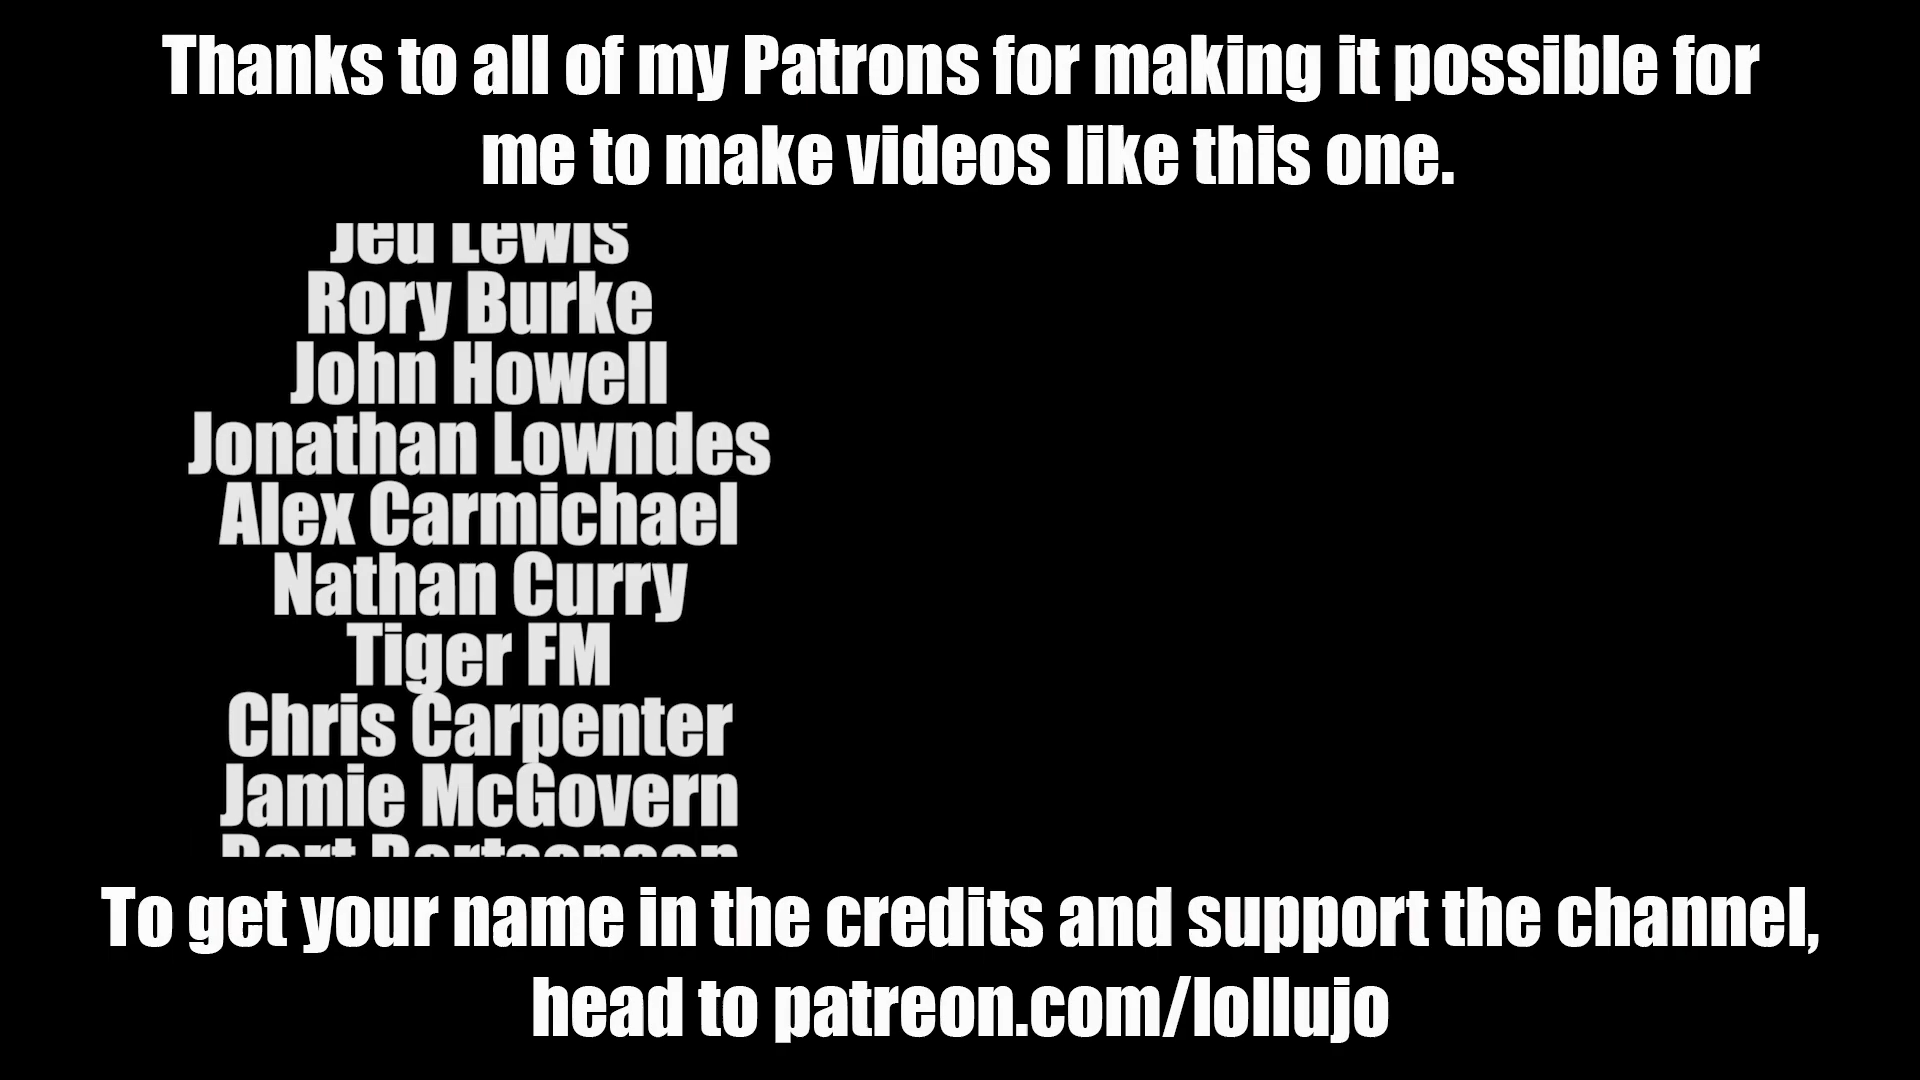 Thanks to all of my Patrons for making it possible for
me to make videos like this one.
Jed Lewis
Rory Burke
John Howell
Jonathan Lowndes
Alex Carmichael
Nathan Curry
Tiger FM
Chris Carpenter
Jamie McGovern
To get your name in the credits and support the channel,
head to patreon.com/lollujo